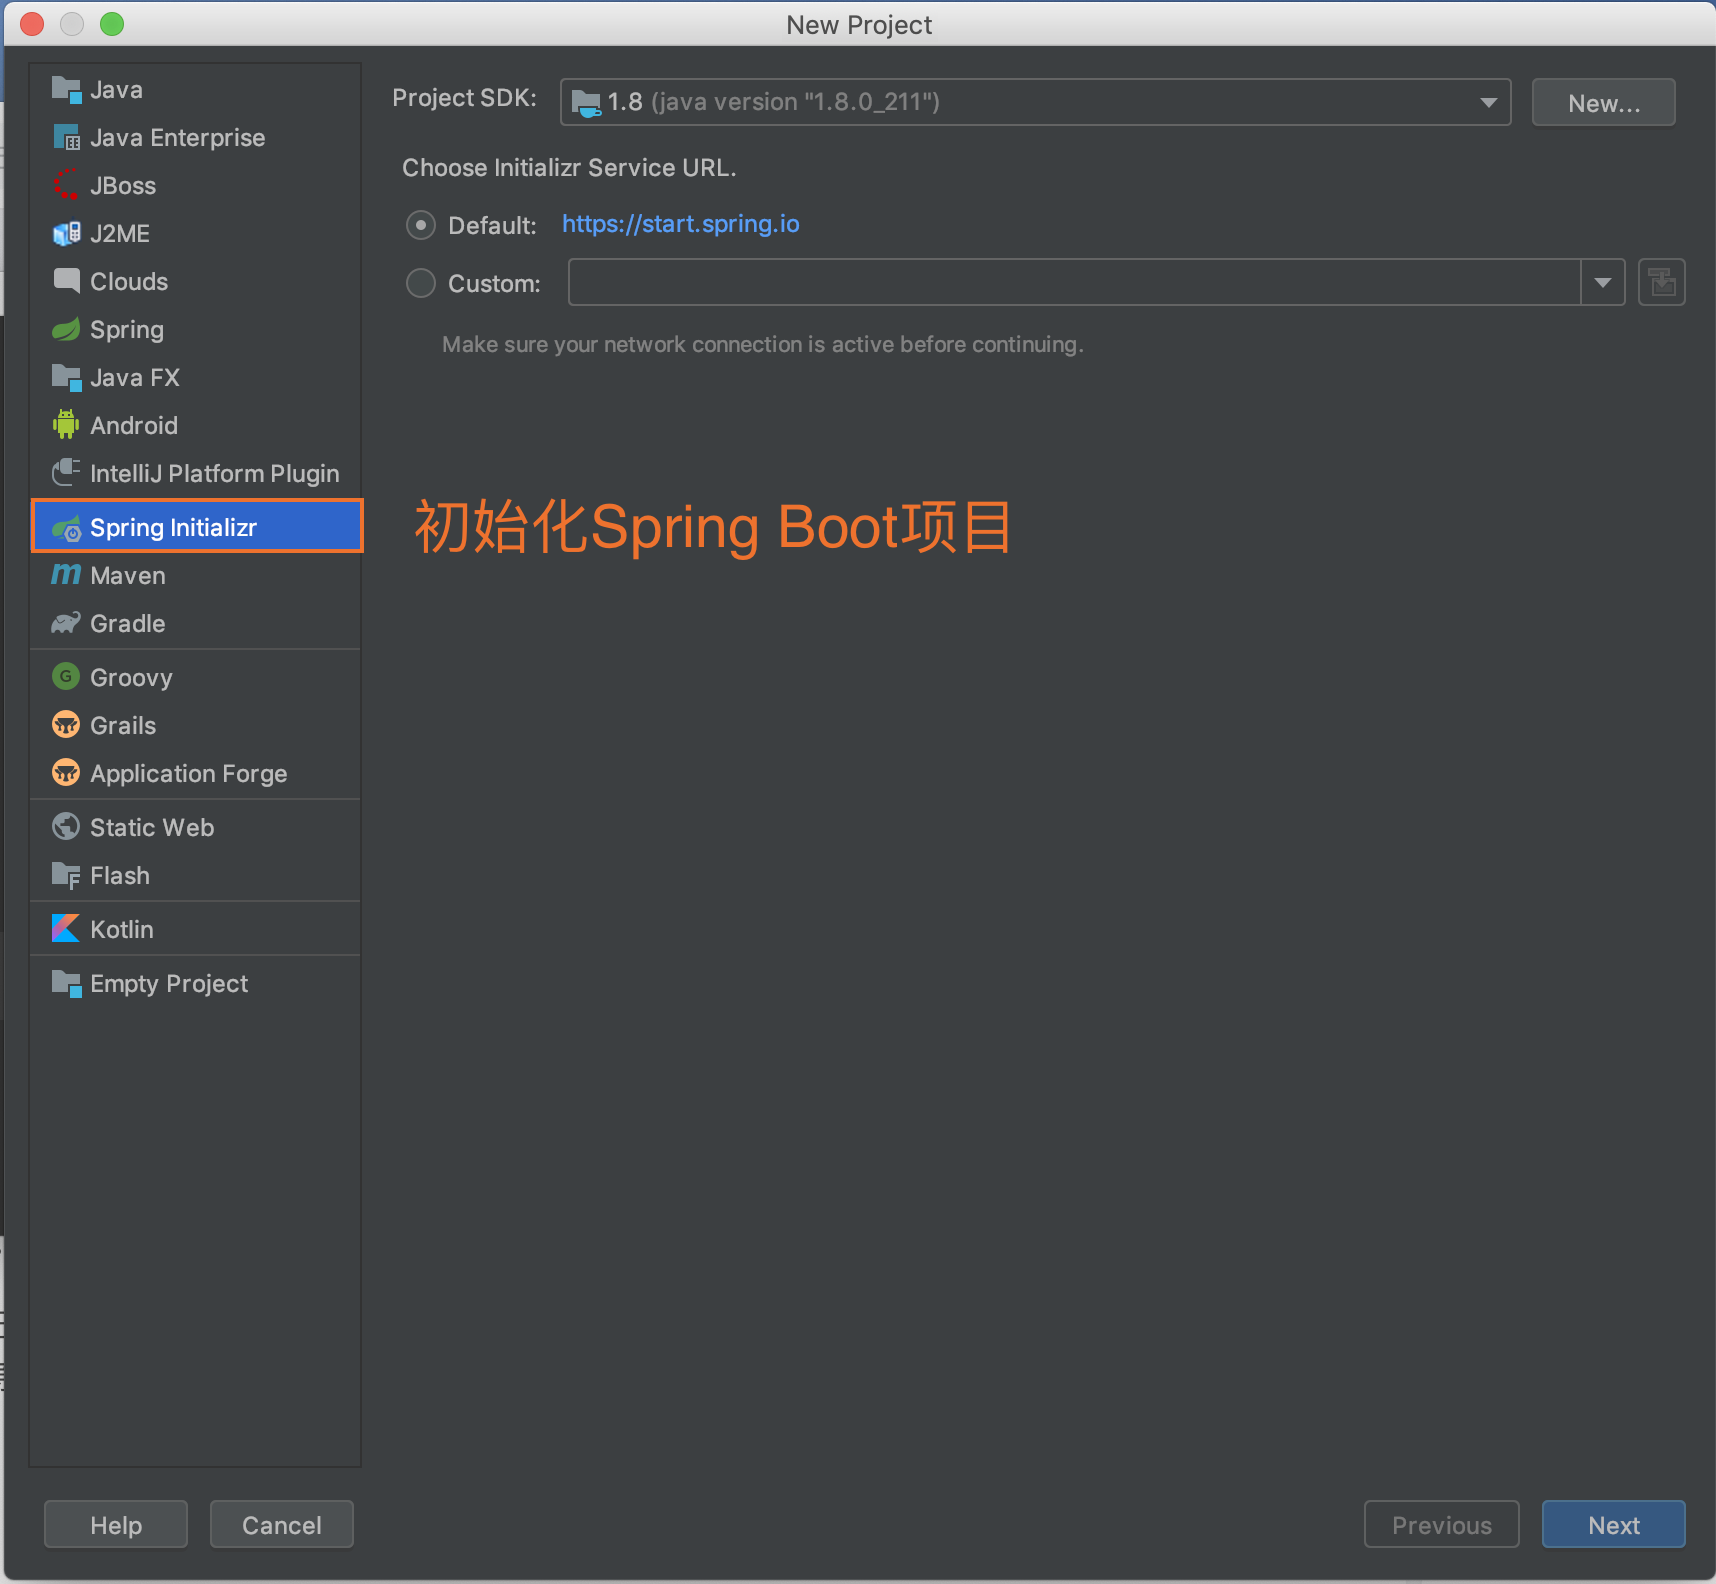 New Project
Java
Java Enterprise
JBoss
J2ME
Clouds
Spring
Java FX
Android
IntelliJ Platform Plugin
Spring Initializr
Maven
Gradle
Groovy
Grails
Application Forge
Static Web
Flash
Kotlin
Empty Project
Project SDK: 1.8 (java version "1.8.0_211") New...
Choose Initializr Service URL.
Default: https://start.spring.io
Custom:
Make sure your network connection is active before continuing.
初始化Spring Boot项目
Help Cancel Previous Next